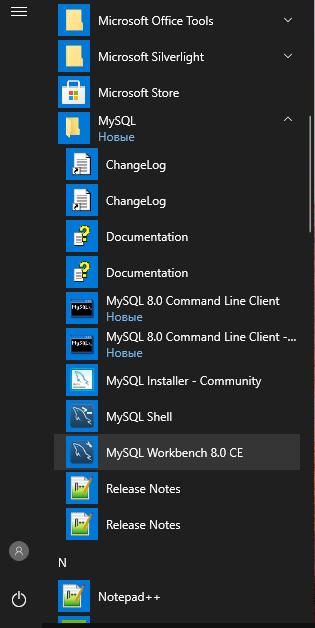 Microsoft Office Tools
Microsoft Silverlight
Microsoft Store
MySQL
Новые
ChangeLog
ChangeLog
Documentation
Documentation
MySQL 8.0 Command Line Client
Новые
MySQL 8.0 Command Line Client -...
Новые
MySQL Installer - Community
MySQL Shell
MySQL Workbench 8.0 CE
Release Notes
Release Notes
N
Notepad++